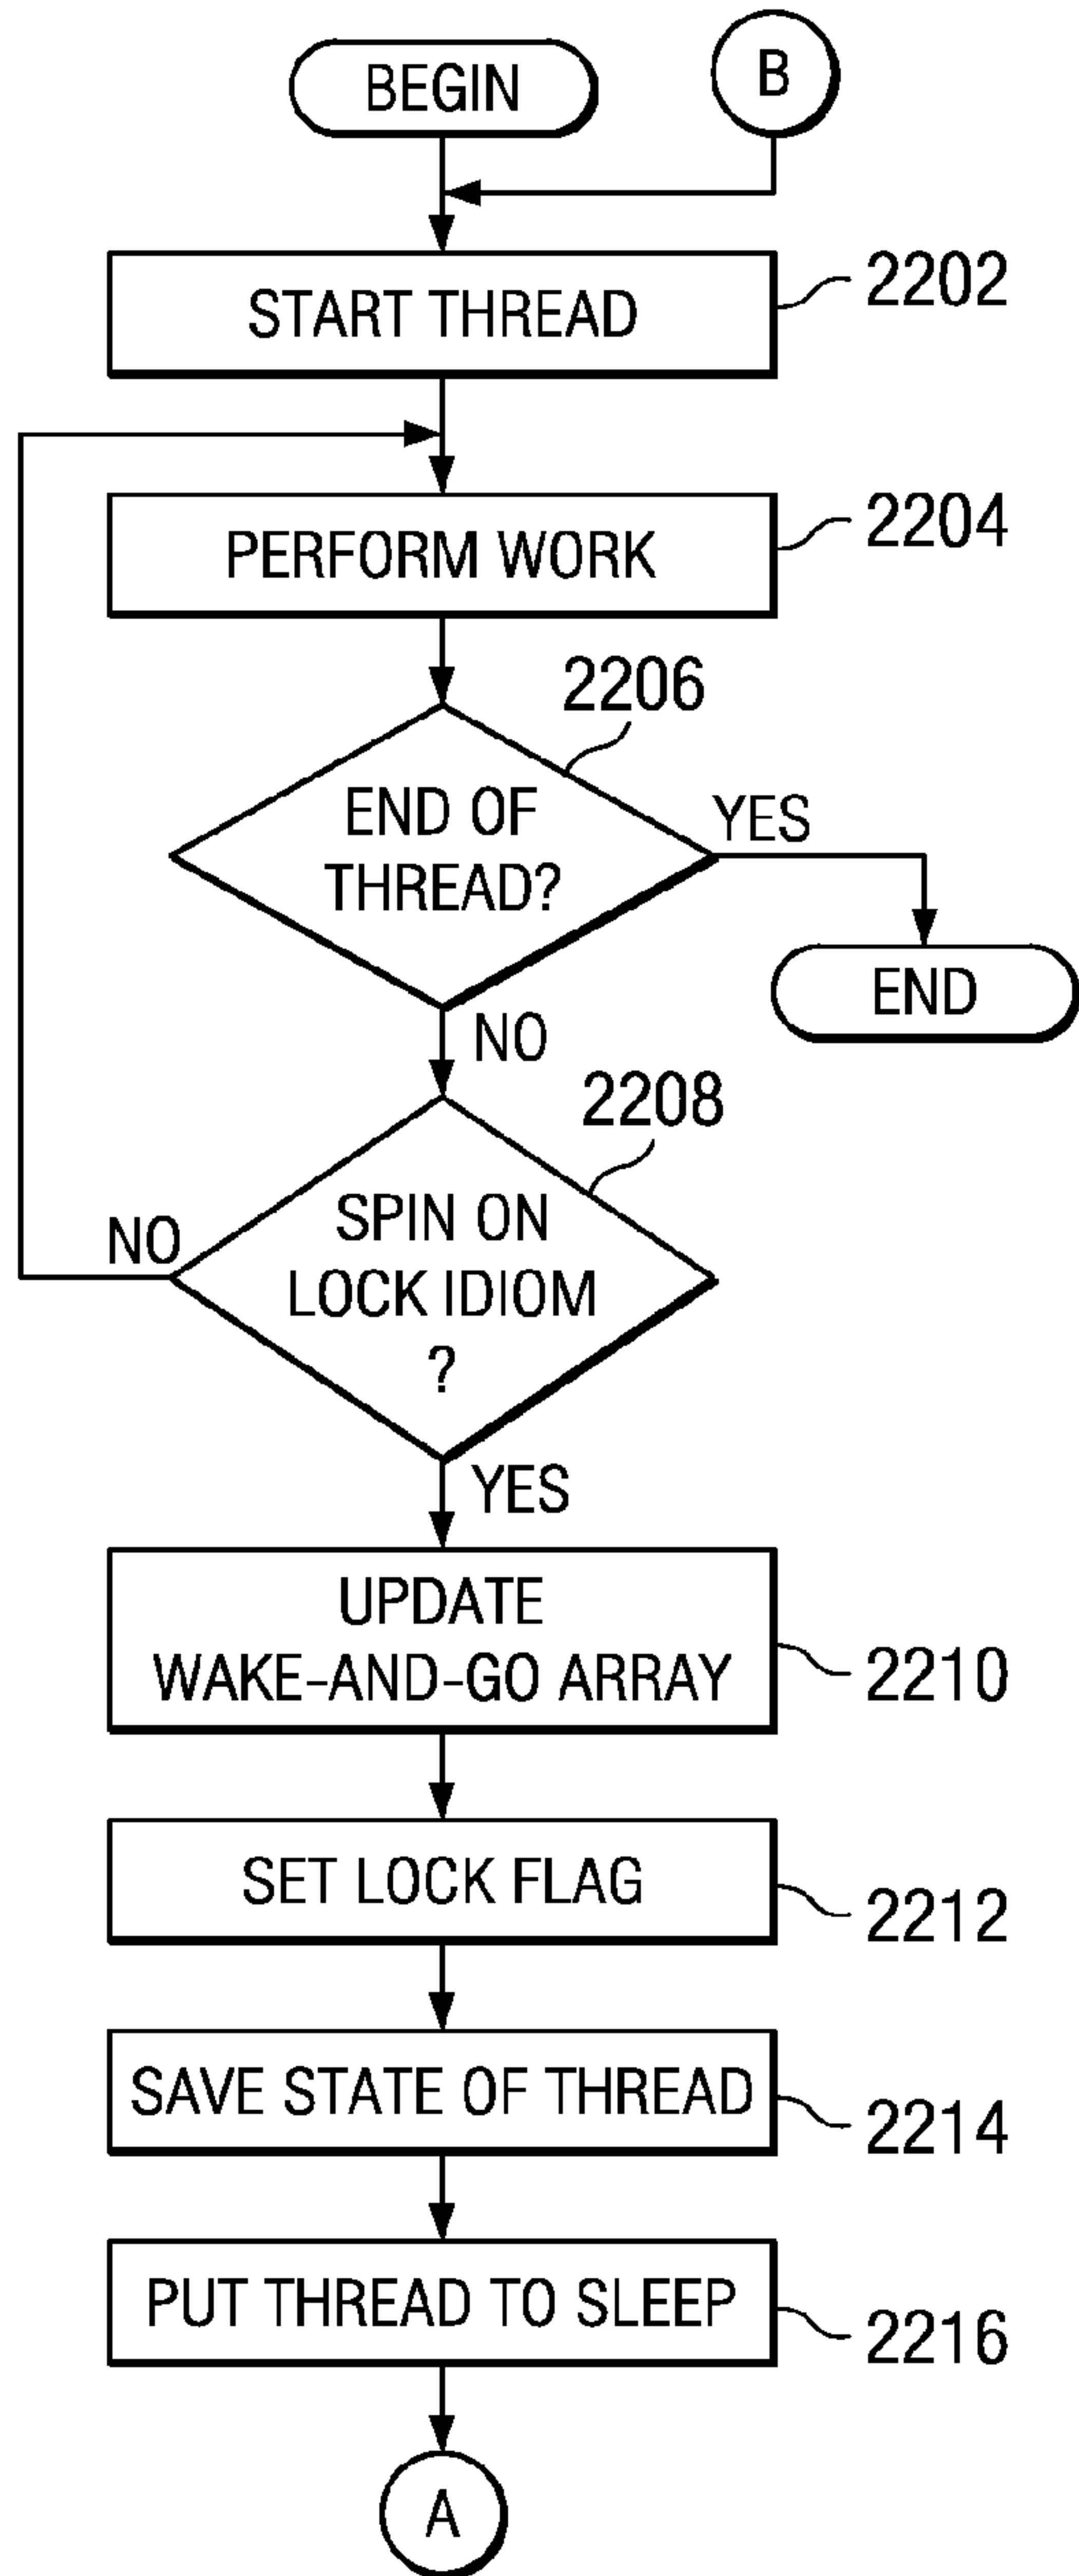 BEGIN
B
START THREAD
2202
PERFORM WORK
2204
2206
END OF
THREAD?
YES
END
NO
2208
SPIN ON
LOCK IDIOM
?
NO
YES
UPDATE
WAKE-AND-GO ARRAY
2210
SET LOCK FLAG
2212
SAVE STATE OF THREAD
2214
PUT THREAD TO SLEEP
2216
A